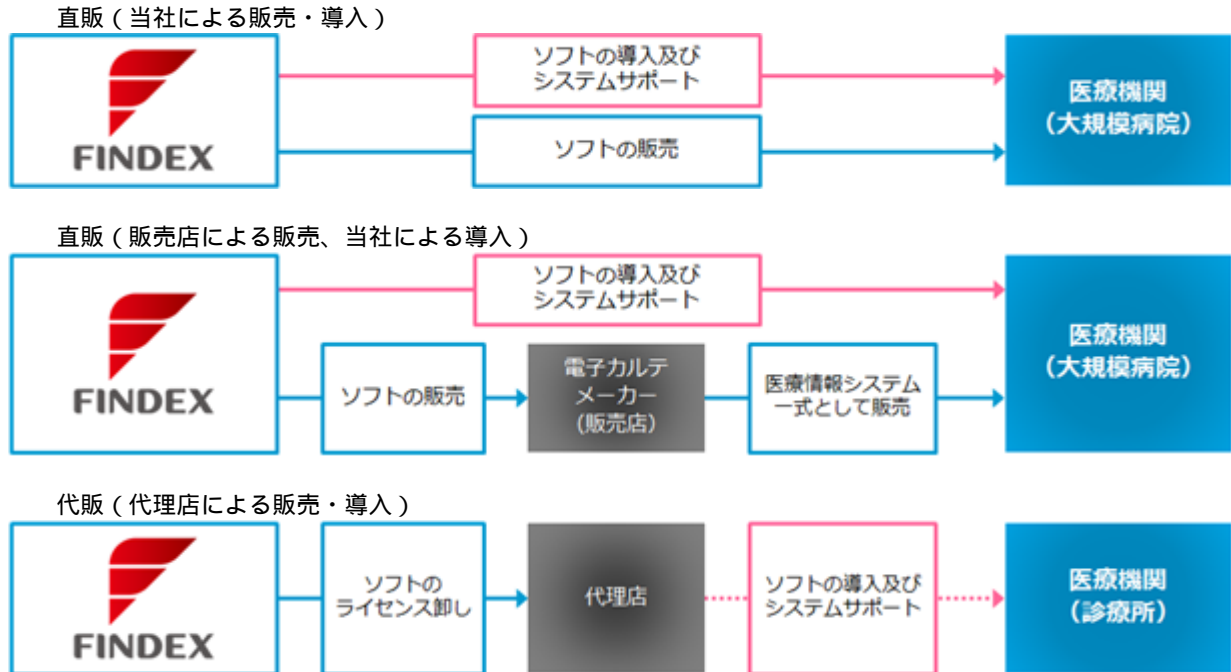 直販（当社による販売・導入）
ソフトの導入及び
システムサポート
FINDEX
ソフトの販売
医療機関
（大規模病院）
直販（販売店による販売、当社による導入）
ソフトの導入及び
システムサポート
FINDEX
ソフトの販売
電子カルテ
メーカー
（販売店）
医療情報システム
一式として販売
医療機関
（大規模病院）
代販（代理店による販売・導入）
FINDEX
ソフトの
ライセンス卸し
代理店
ソフトの導入及び
システムサポート
医療機関
（診療所）